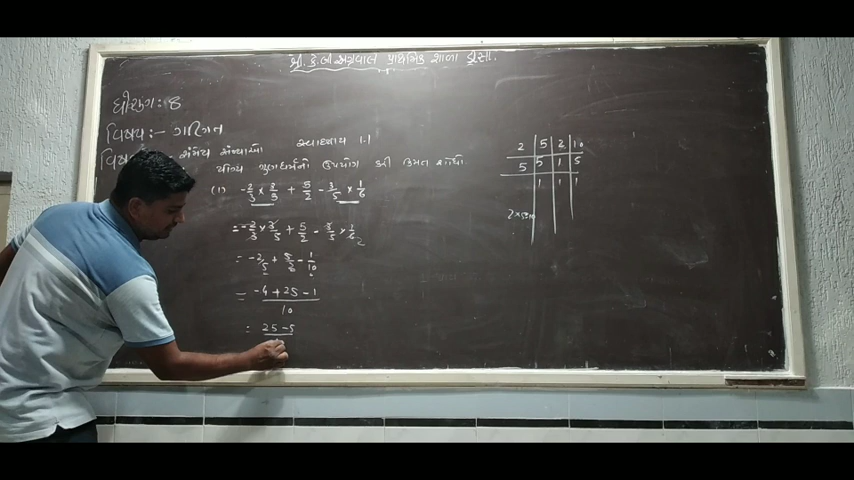 શ્રી કે.બી અગ્રવાલ પ્રાથમિક શાળા ડીસા.
ધોરણ: 8
વિષય:- ગણિત
સંમેય સંખ્યાઓ સ્વાધ્યાય 1.1
યોગ્ય ગુણધર્મનો ઉપયોગ કરી કિંમત શોધો.
(1) -2/3 × 3/5 + 5/2 - 3/5 × 1/6
= -2/3 × 3/5 + 5/2 - 3/5 × 1/6 2
= -2/5 + 5/2 - 1/10
= -4 + 25 - 1 / 10
= 25 - 5
2 | 5 | 2 | 10
5 | 5 | 1 | 5
| 1 | 1 | 1